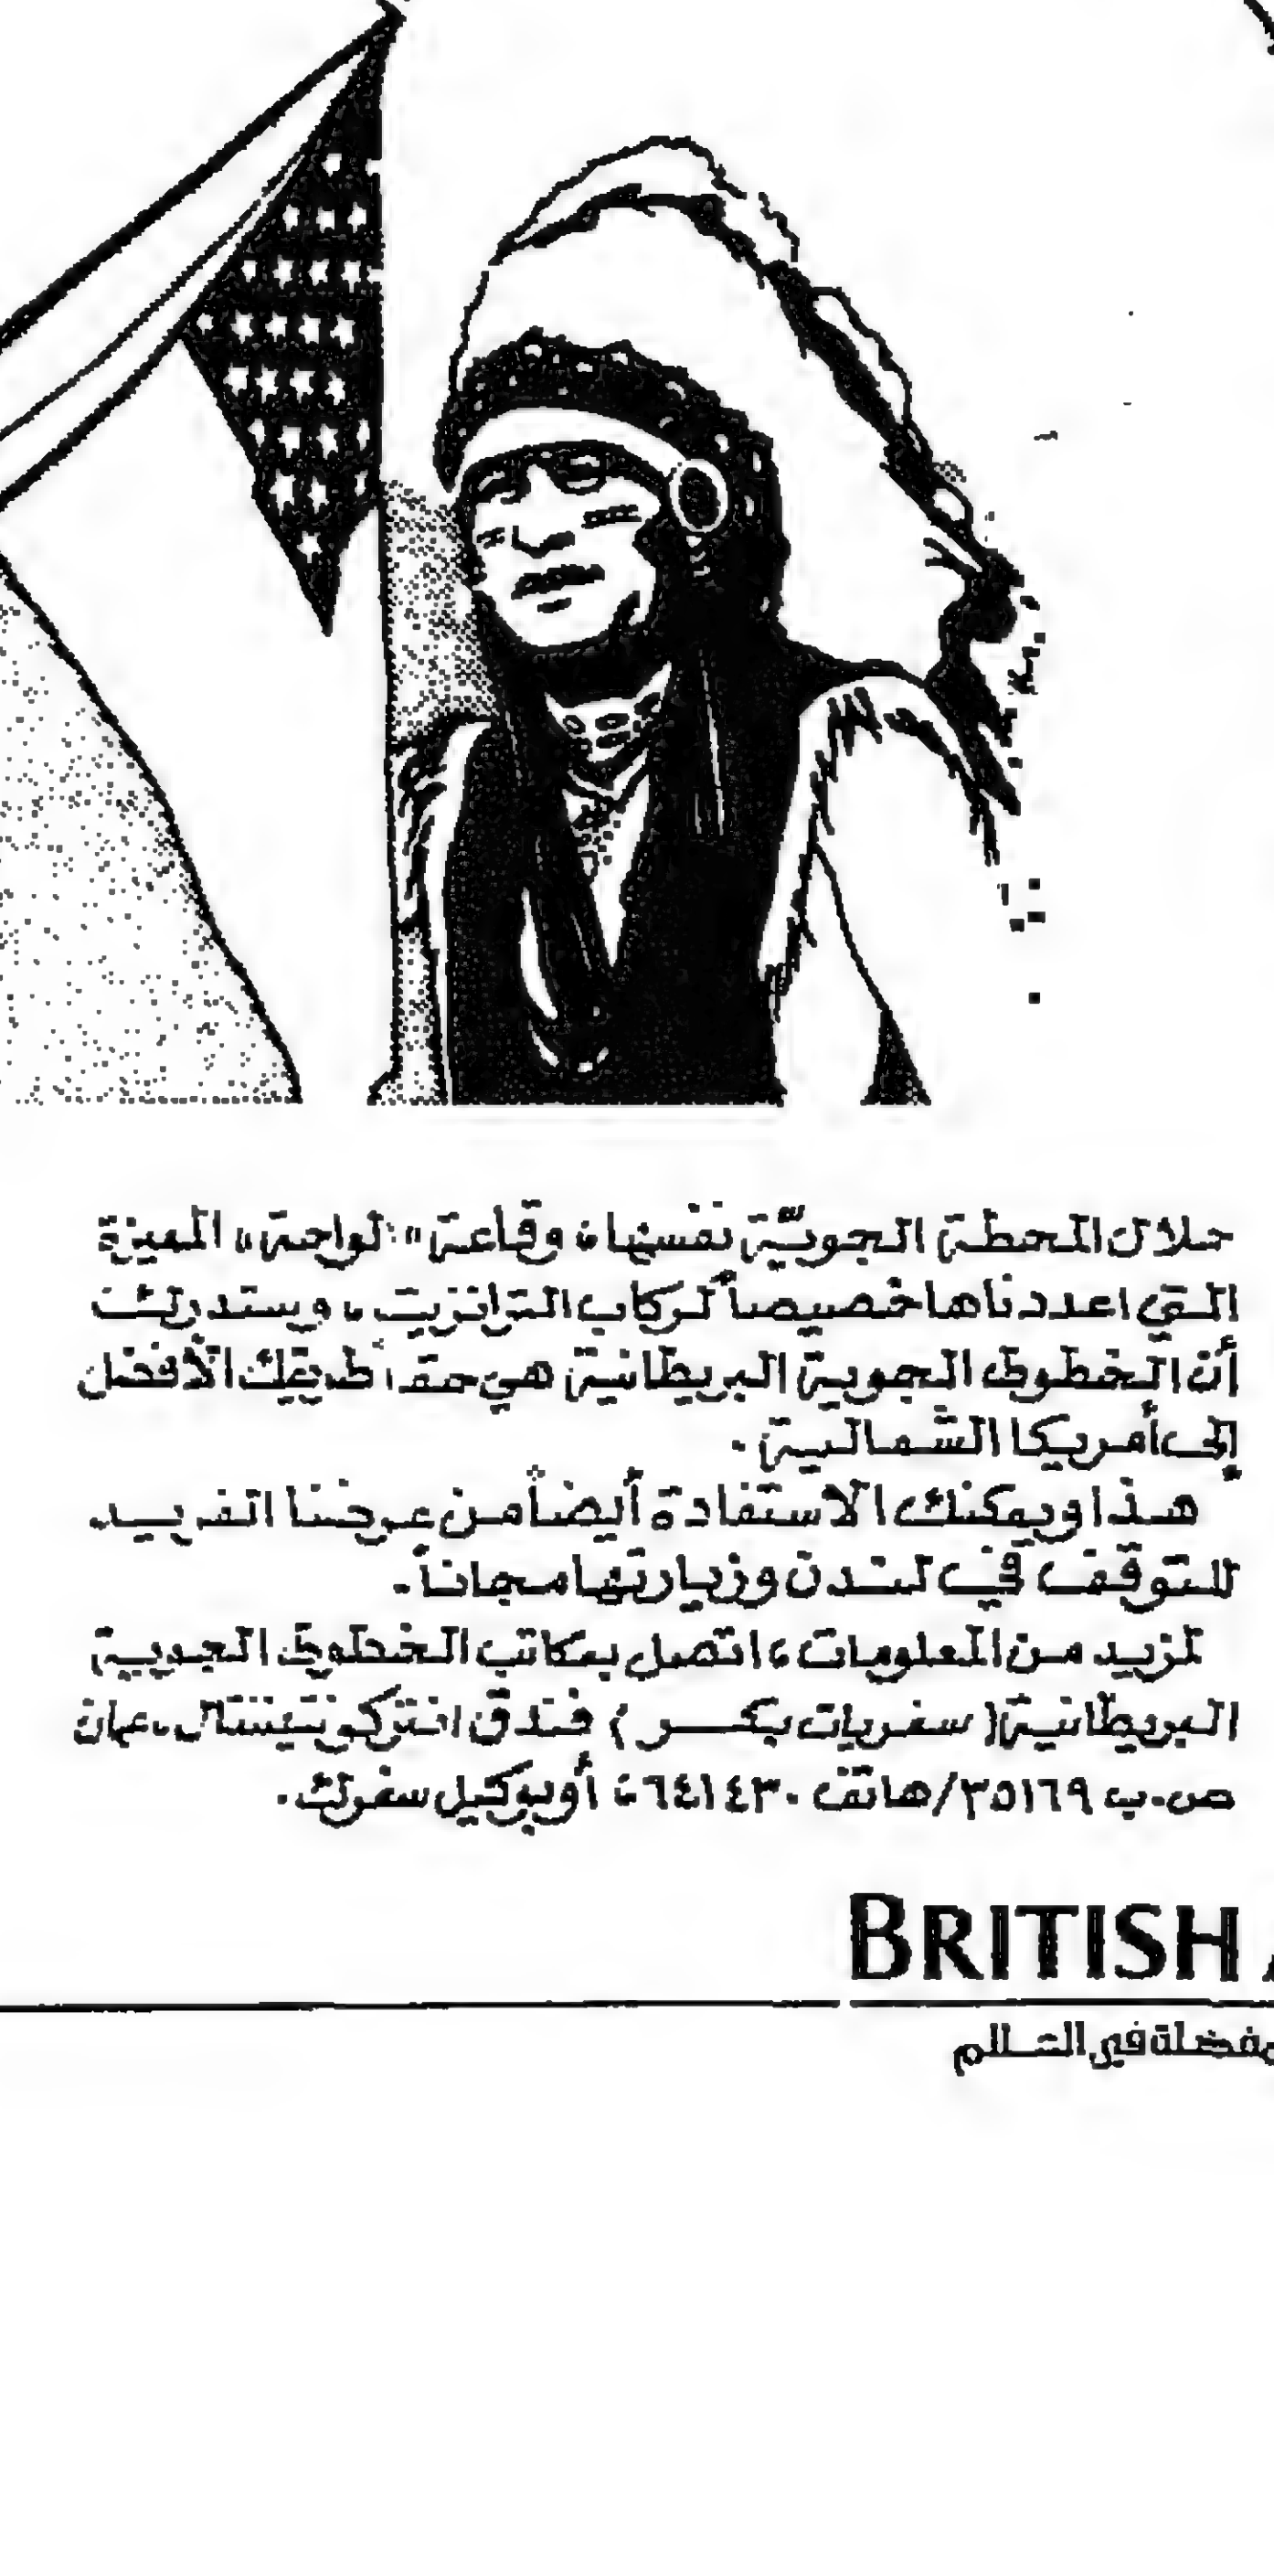 خلال المحطة الجويّة نفسها، وقاعة «لواحة» المميزة
التي اعددناها خصيصاً لركاب الترانزيت، وستدرك
أن الخطوط الجوية البريطانية هي حقاً طريقك الأفضل
إلى أمريكا الشمالية.
هذا ويمكنك الاستفادة أيضاً من عرضنا الفريد
للتوقف في لندن وزيارتها مجاناً.
لمزيد من المعلومات، اتصل بمكاتب الخطوط الجوية
البريطانية (سفريات بكر) فندق انتركونتيننتال، عمان
ص.ب ٣٥١٦٩/هاتف ٦٤١٤٣٠، أو بوكيل سفرك.
BRITISH
مفضلة في العالم